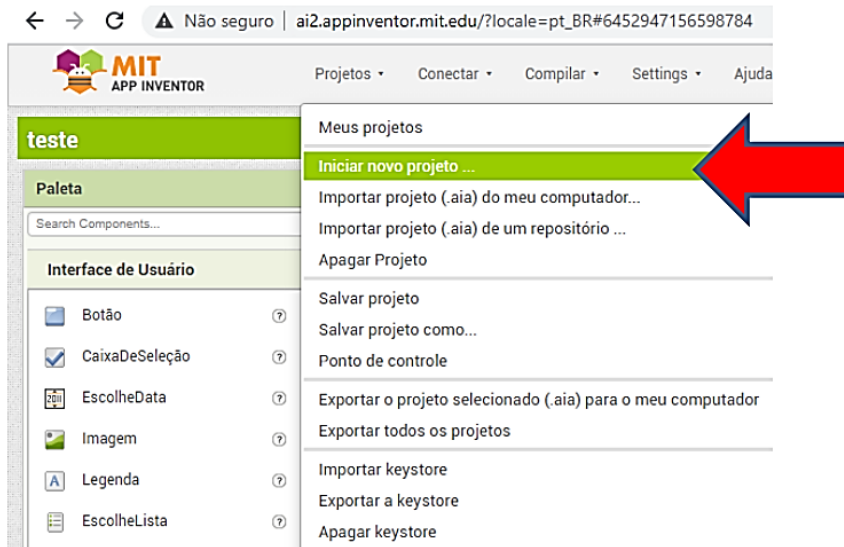 Não seguro | ai2.appinventor.mit.edu/?locale=pt_BR#6452947156598784
MIT
APP INVENTOR
Projetos Conectar Compilar Settings Ajuda
teste
Paleta
Search Components...
Interface de Usuário
Botão ?
CaixaDeSeleção ?
EscolheData ?
Imagem ?
A Legenda ?
EscolheLista ?
Meus projetos
Iniciar novo projeto ...
Importar projeto (.aia) do meu computador...
Importar projeto (.aia) de um repositório ...
Apagar Projeto
Salvar projeto
Salvar projeto como...
Ponto de controle
Exportar o projeto selecionado (.aia) para o meu computador
Exportar todos os projetos
Importar keystore
Exportar a keystore
Apagar keystore